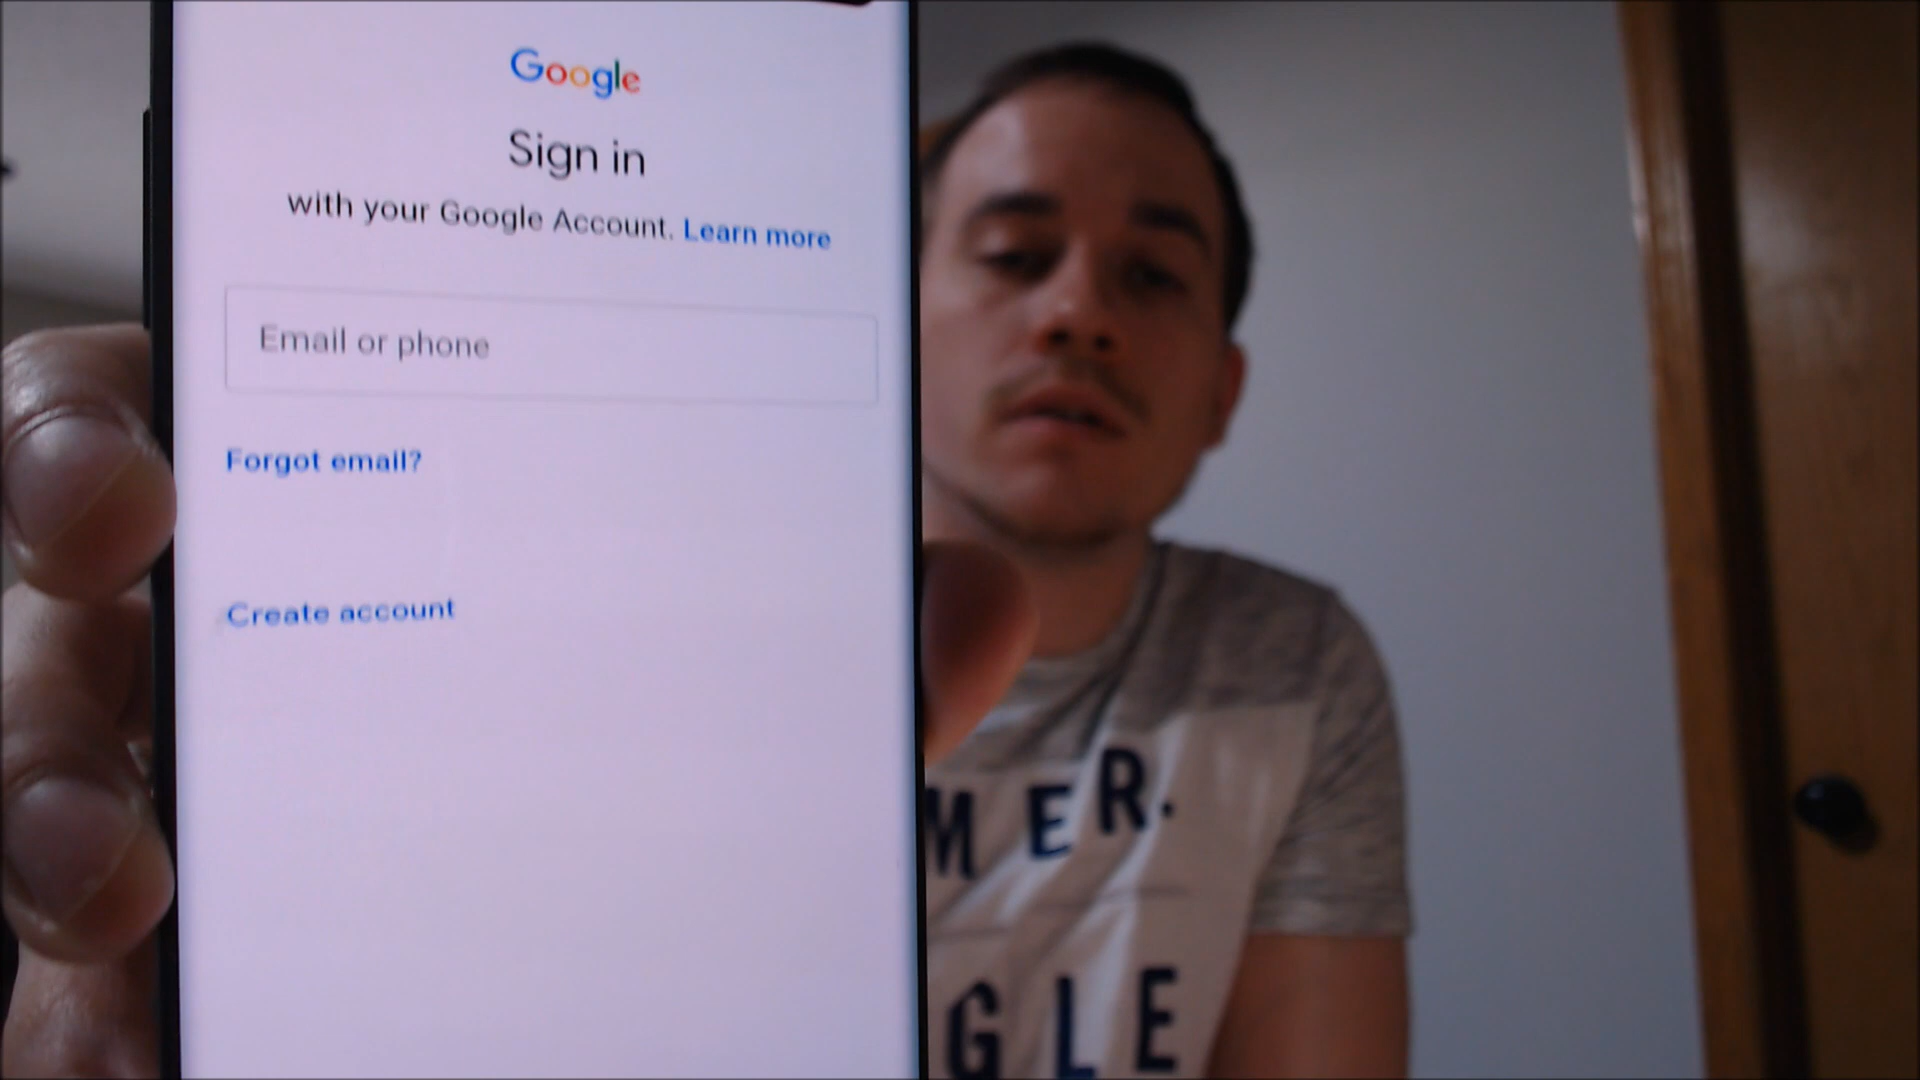 Google
Sign in
with your Google Account. Learn more
Email or phone
Forgot email?
Create account
MER.
GLE